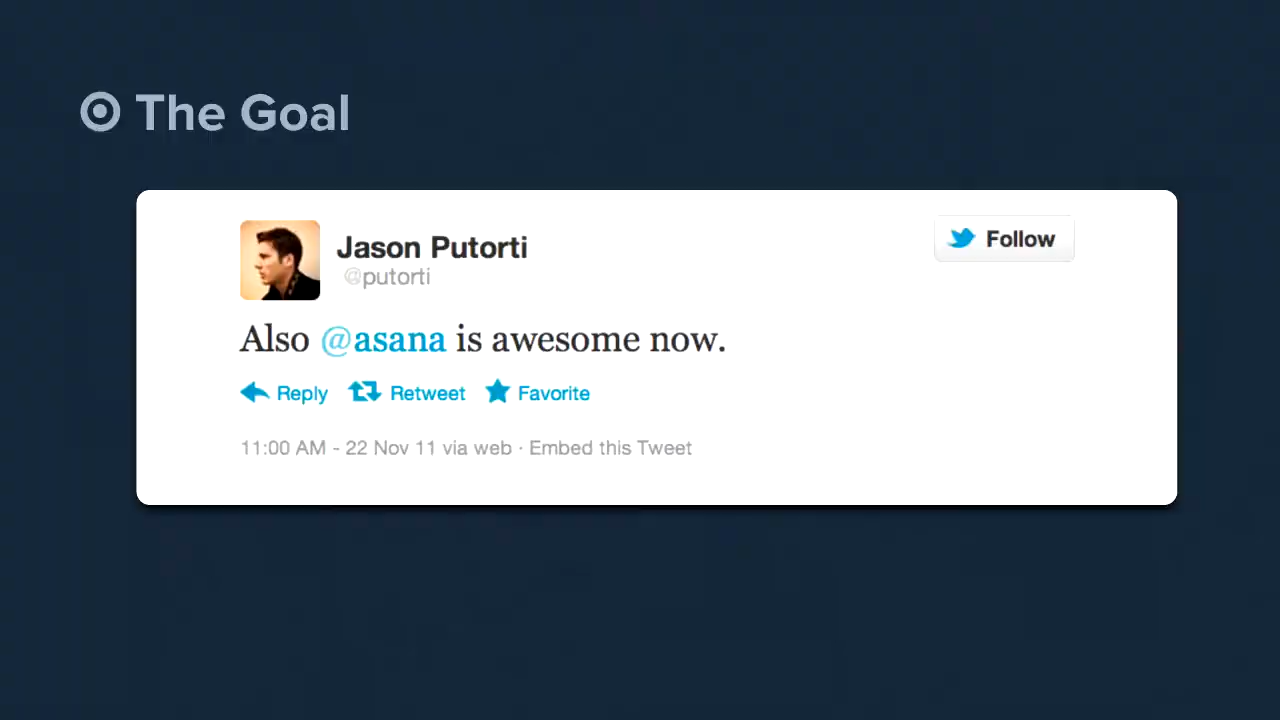 The Goal
Jason Putorti
Follow
@putorti
Also @asana is awesome now.
Reply Retweet Favorite
11:00 AM - 22 Nov 11 via web · Embed this Tweet